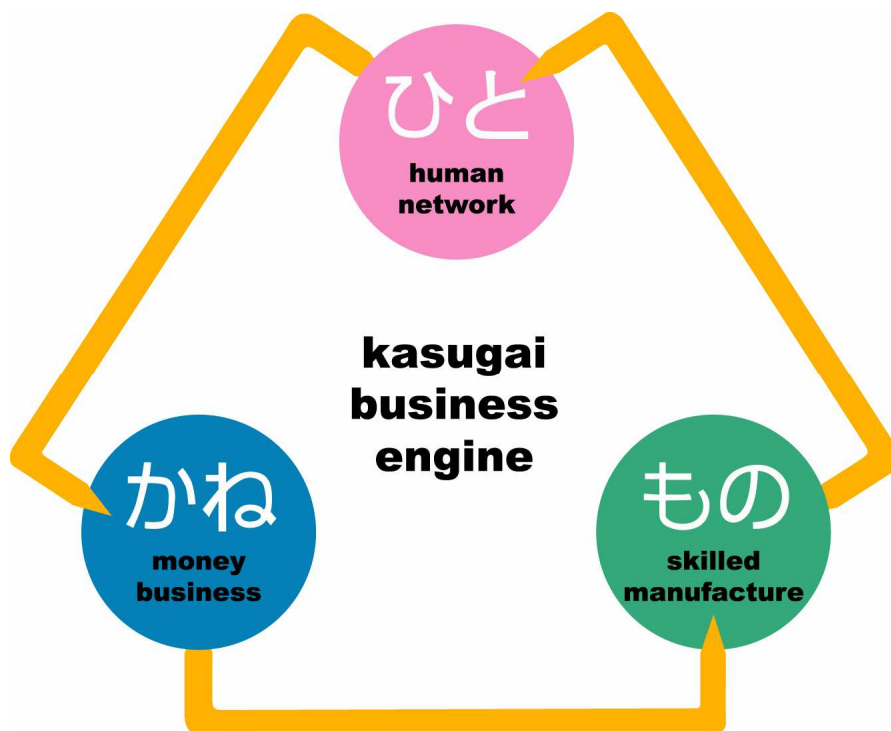 ひと
human
network
kasugai
business
engine
かね
money
business
もの
skilled
manufacture